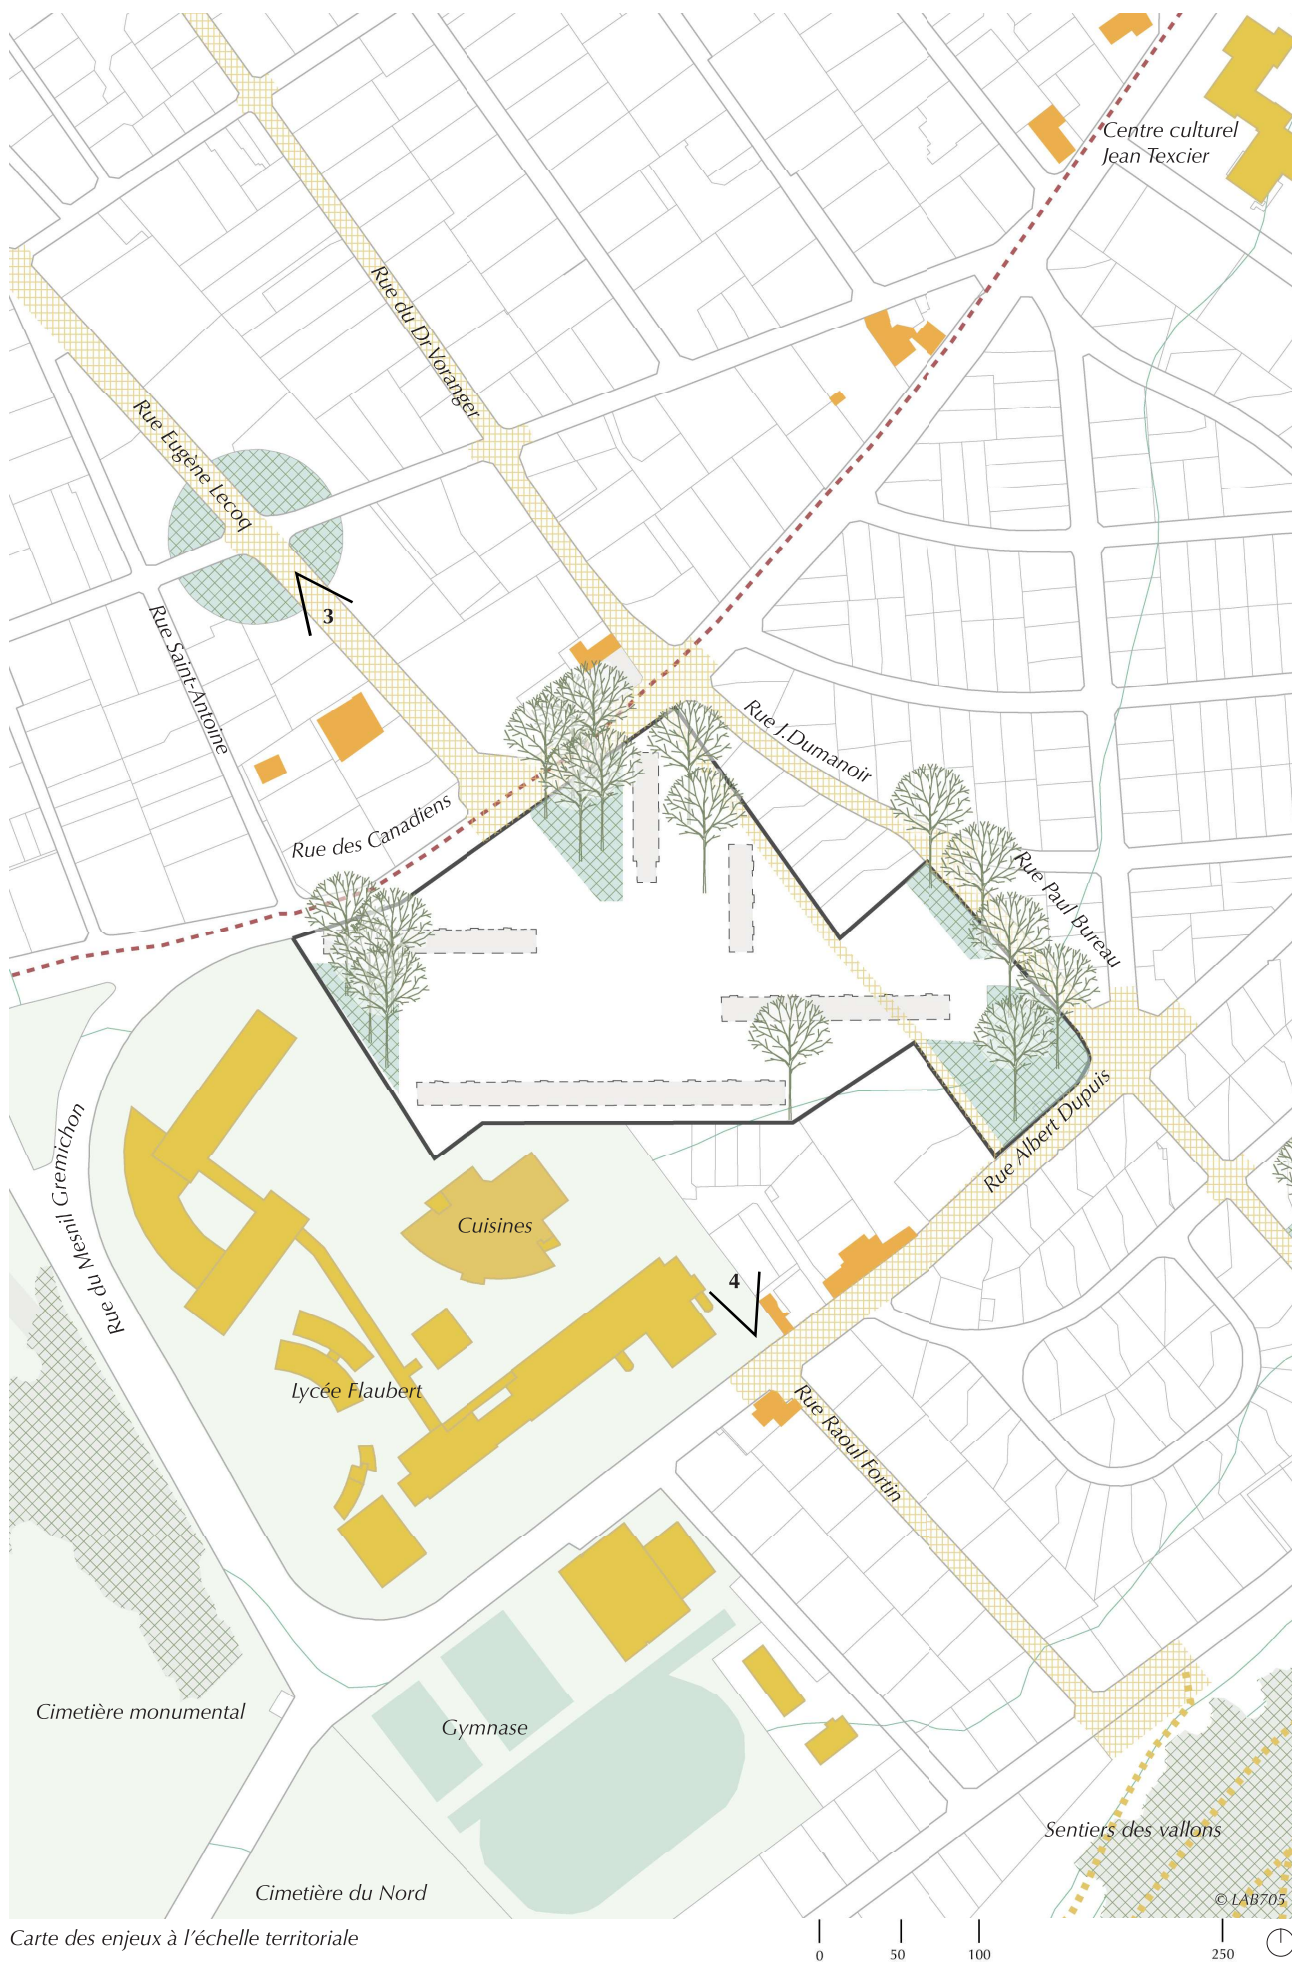 Centre culturel
Jean Texcier
Rue du Dr Voranger
Rue Eugène Lecoq
3
Rue Saint-Antoine
Rue J.Dumanoir
Rue des Canadiens
Rue Paul Bureau
Rue Albert Dupuis
Rue du Mesnil Gremichon
Cuisines
4
Lycée Flaubert
Rue Raoul Fortin
Cimetière monumental
Gymnase
Sentiers des vallons
Cimetière du Nord
© LAB705
Carte des enjeux à l'échelle territoriale
0 50 100 250